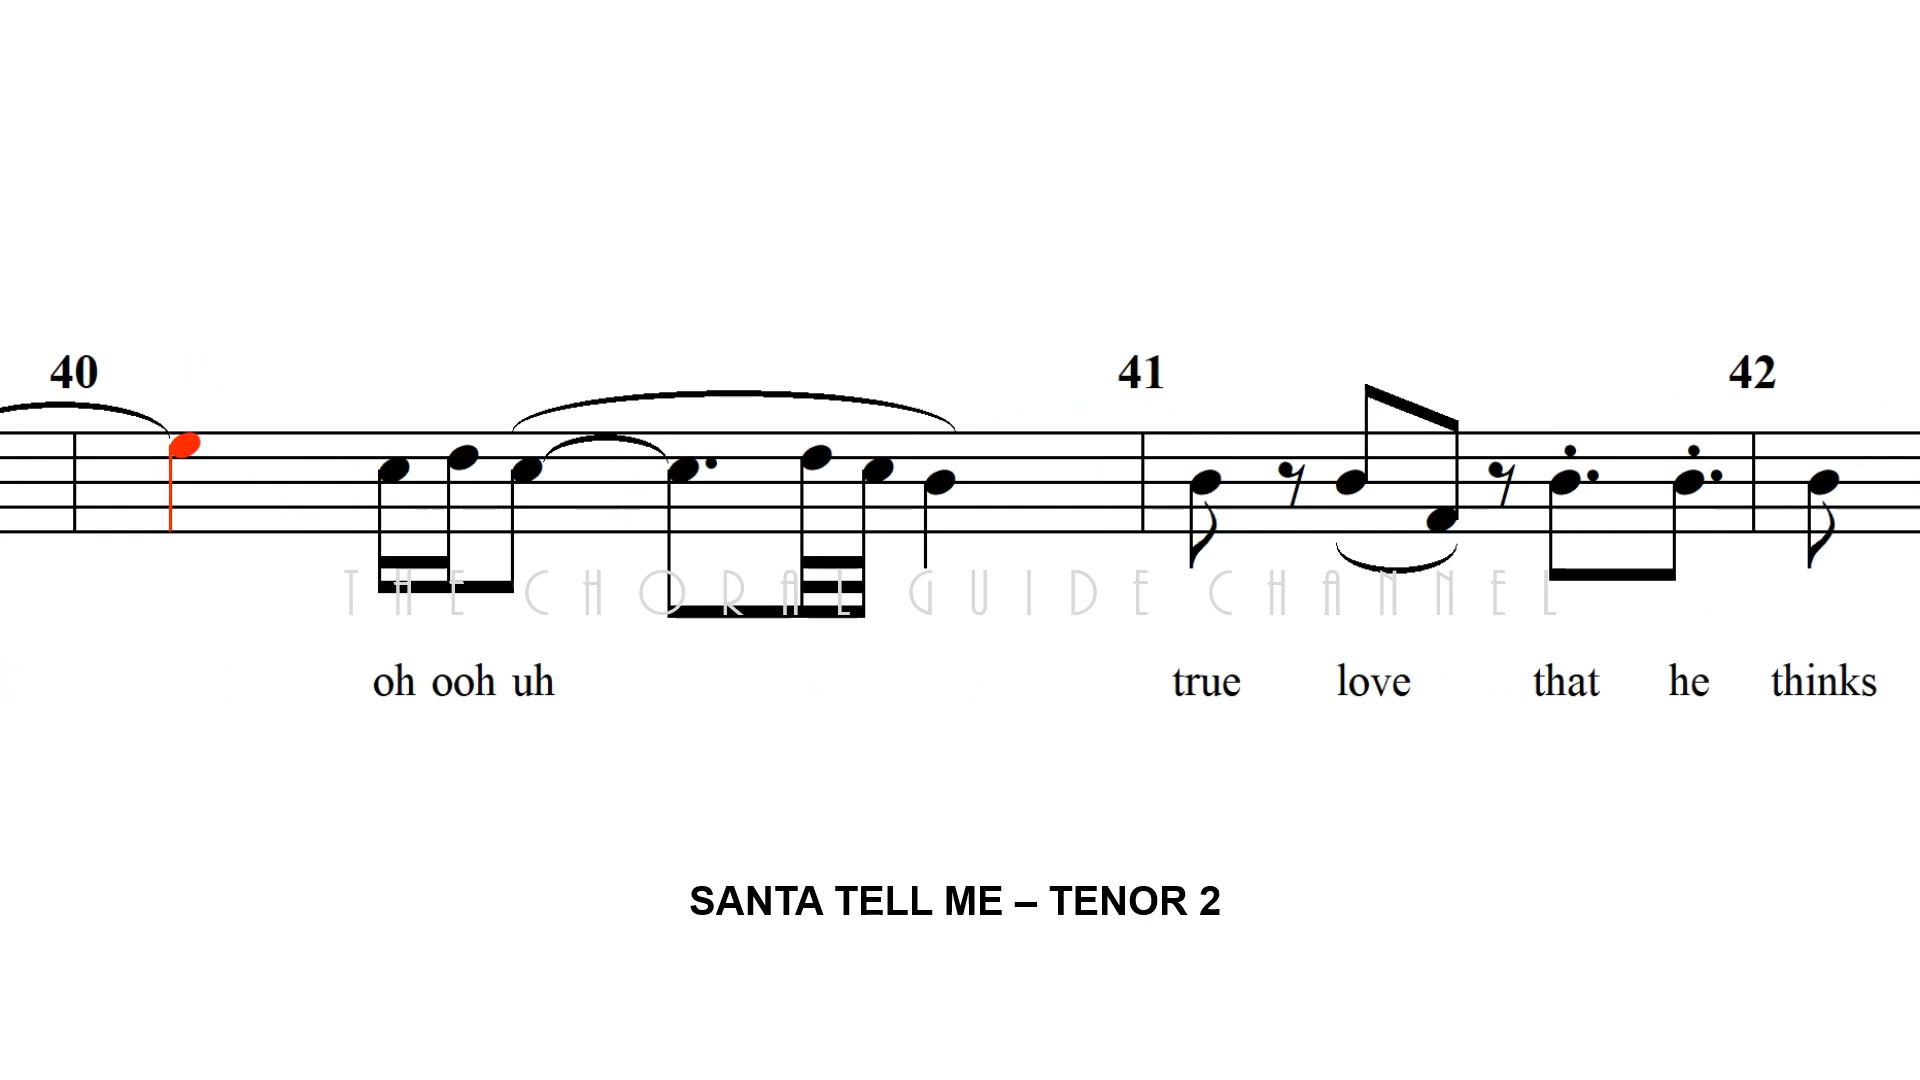 40 41 42
THE CHORAL GUIDE CHANNEL
oh ooh uh true love that he thinks
SANTA TELL ME – TENOR 2